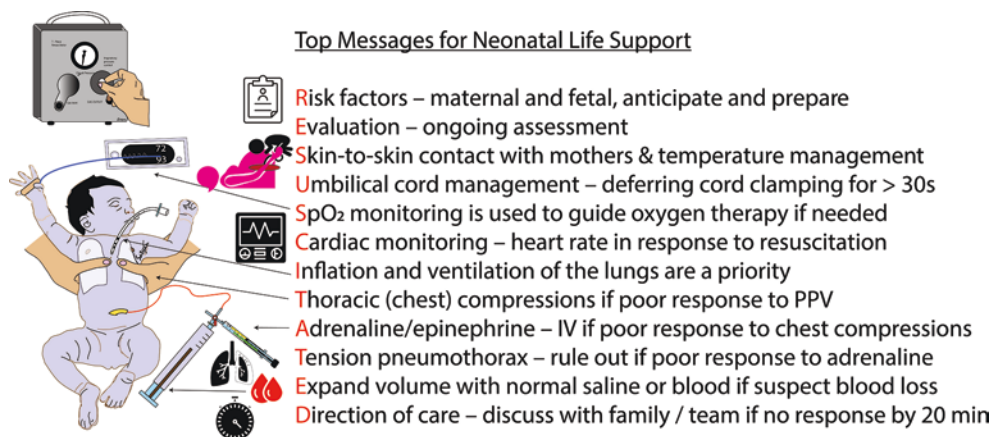 Top Messages for Neonatal Life Support
Risk factors – maternal and fetal, anticipate and prepare
Evaluation – ongoing assessment
72
93
Skin-to-skin contact with mothers & temperature management
Umbilical cord management – deferring cord clamping for > 30s
SpO₂ monitoring is used to guide oxygen therapy if needed
Cardiac monitoring – heart rate in response to resuscitation
Inflation and ventilation of the lungs are a priority
Thoracic (chest) compressions if poor response to PPV
Adrenaline/epinephrine – IV if poor response to chest compressions
Tension pneumothorax – rule out if poor response to adrenaline
Expand volume with normal saline or blood if suspect blood loss
Direction of care – discuss with family / team if no response by 20 min